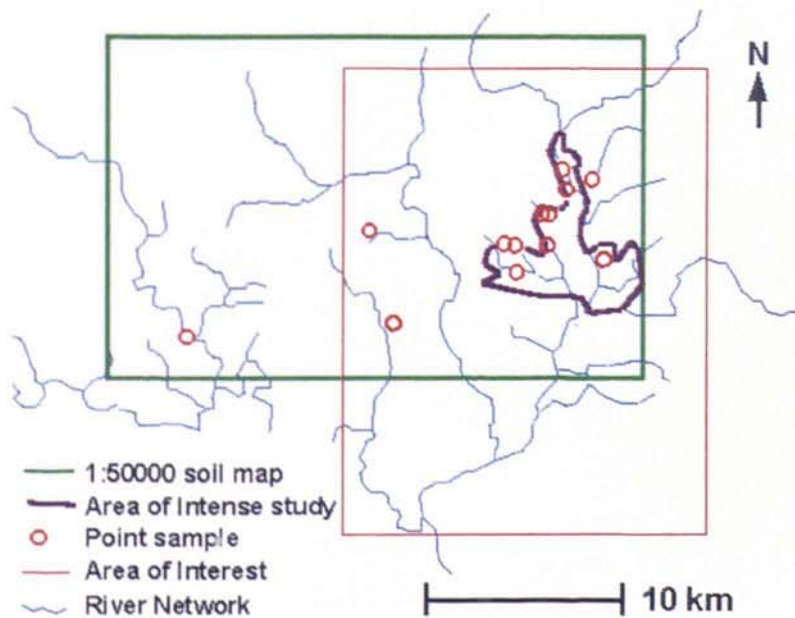 N
1:50000 soil map
Area of Intense study
Point sample
Area of Interest
River Network
10 km